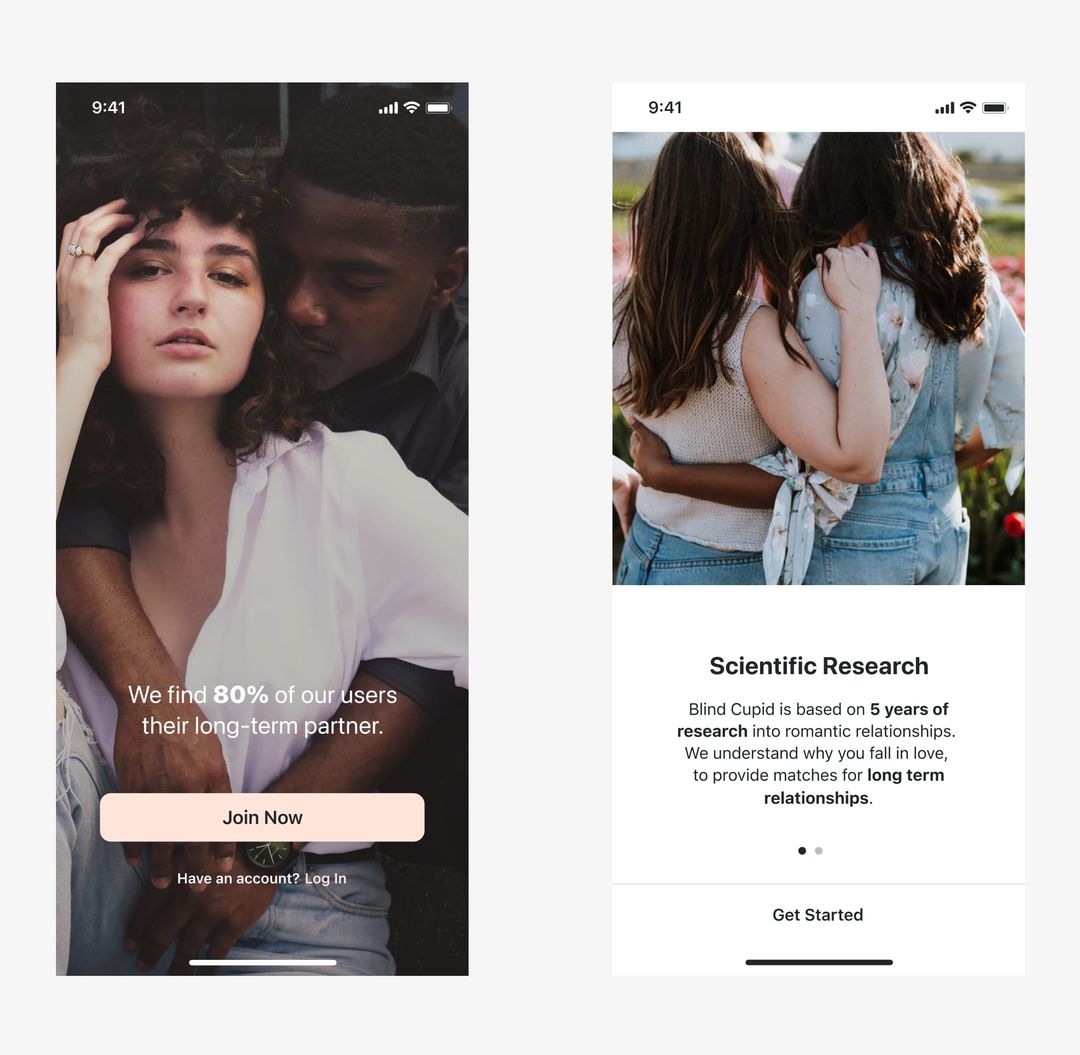 9:41
We find 80% of our users
their long-term partner.
Join Now
Have an account? Log In
9:41
Scientific Research
Blind Cupid is based on 5 years of
research into romantic relationships.
We understand why you fall in love,
to provide matches for long term
relationships.
Get Started